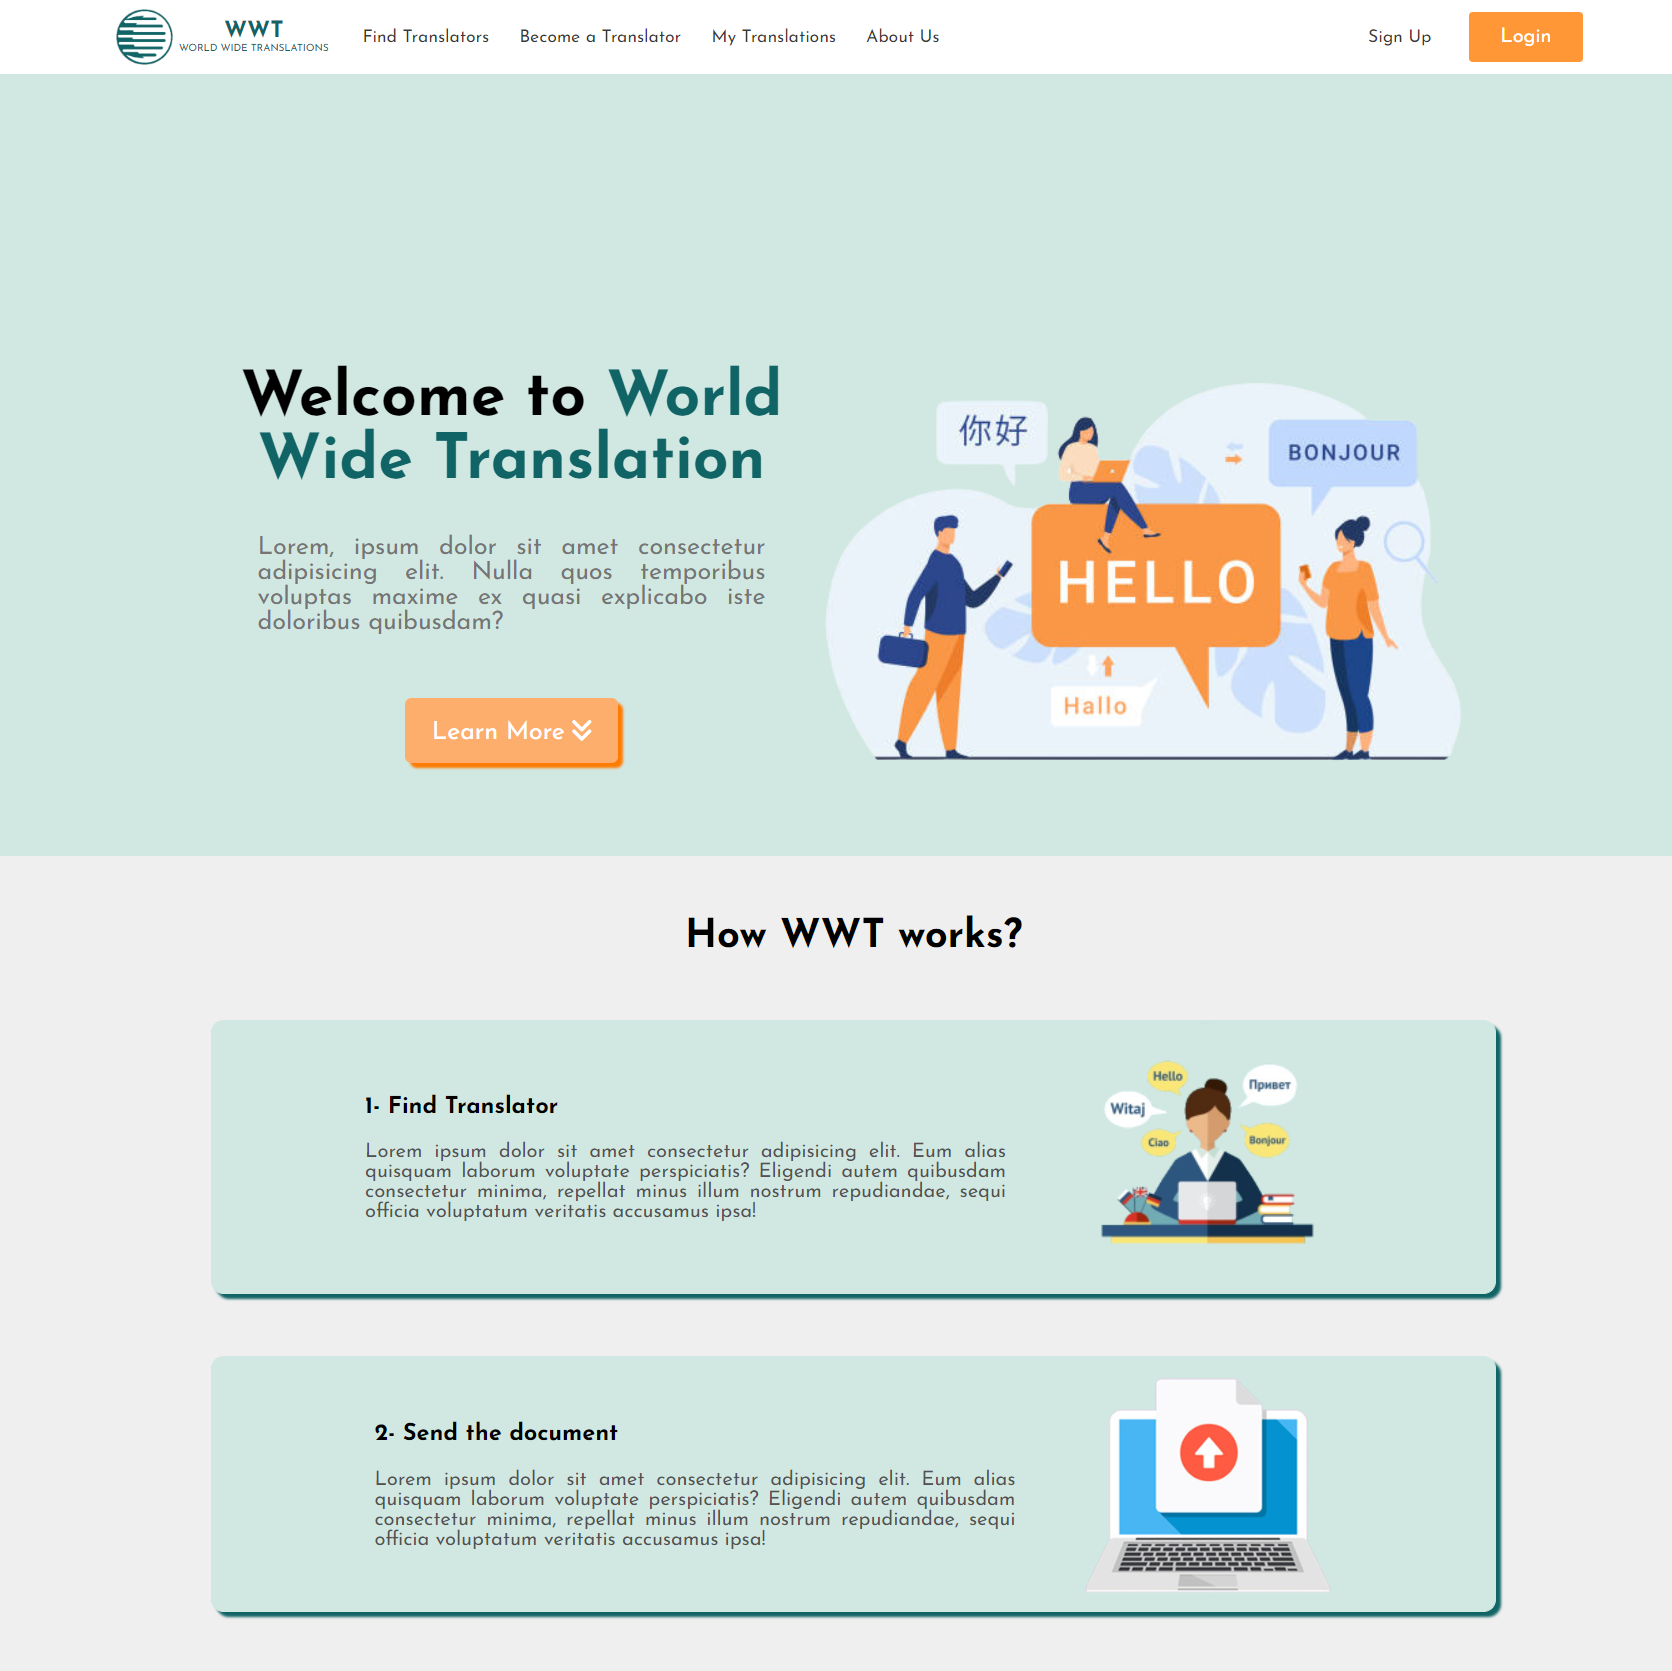 WWT
WORLD WIDE TRANSLATIONS
Find Translators
Become a Translator
My Translations
About Us
Sign Up
Login
Welcome to World
Wide Translation
Lorem, ipsum dolor sit amet consectetur
adipisicing elit. Nulla quos temporibus
voluptas maxime ex quasi explicabo iste
doloribus quibusdam?
Learn More
你好
BONJOUR
HELLO
Hallo
How WWT works?
1- Find Translator
Lorem ipsum dolor sit amet consectetur adipisicing elit. Eum alias
quisquam laborum voluptate perspiciatis? Eligendi autem quibusdam
consectetur minima, repellat minus illum nostrum repudiandae, sequi
officia voluptatum veritatis accusamus ipsa!
Hello
Привет
Witaj
Ciao
Bonjour
2- Send the document
Lorem ipsum dolor sit amet consectetur adipisicing elit. Eum alias
quisquam laborum voluptate perspiciatis? Eligendi autem quibusdam
consectetur minima, repellat minus illum nostrum repudiandae, sequi
officia voluptatum veritatis accusamus ipsa!